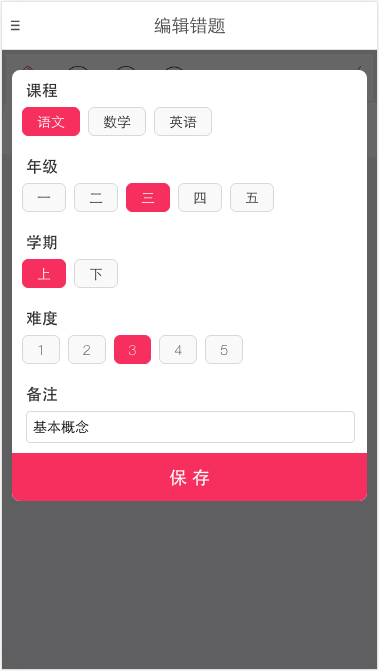 编辑错题
课程
语文 数学 英语
年级
一 二 三 四 五
学期
上 下
难度
1 2 3 4 5
备注
基本概念
保存